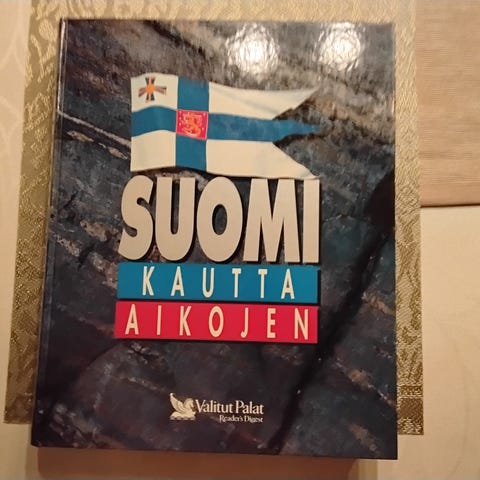 SUOMI
KAUTTA
AIKOJEN
Valitut Palat
Reader's Digest